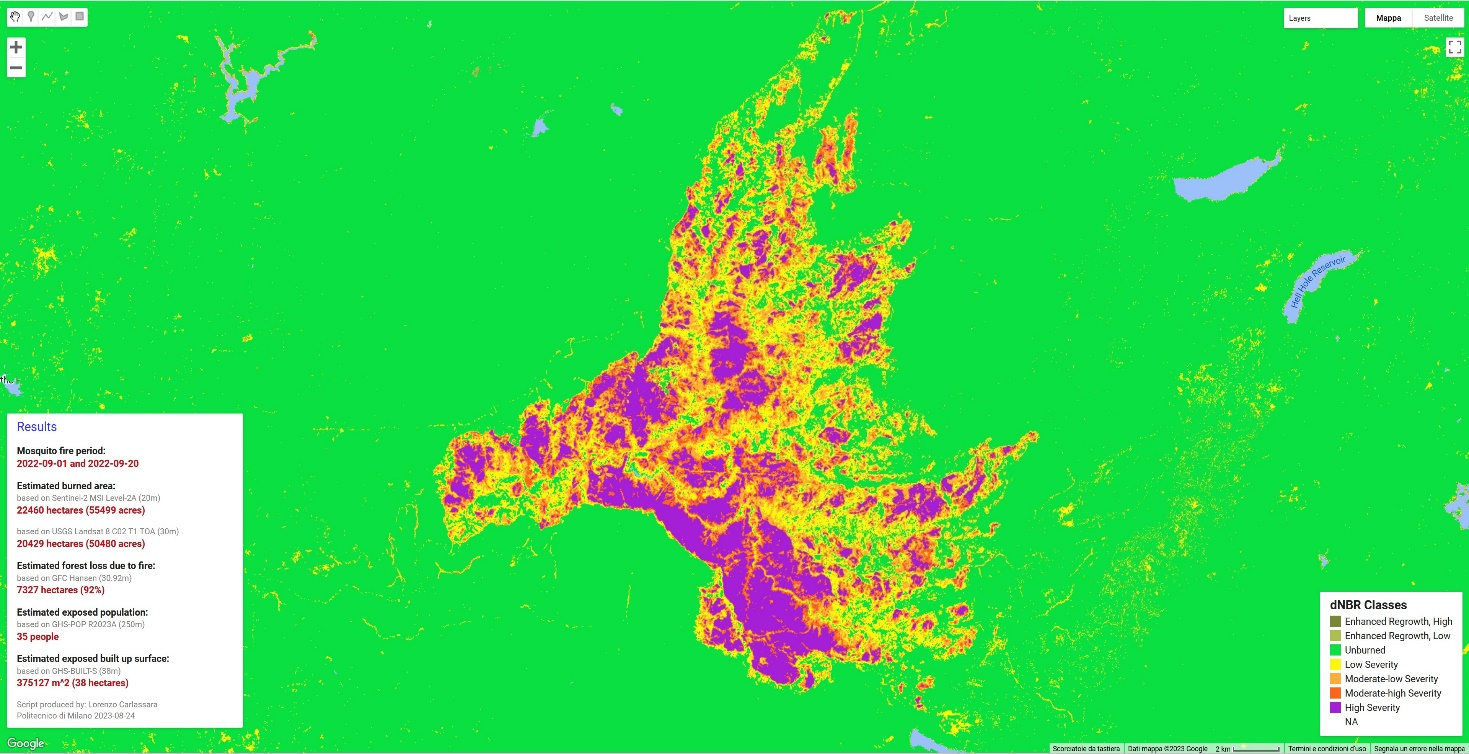 Layers
Mappa
Satellite
Hell Hole Reservoir
Results
Mosquito fire period:
2022-09-01 and 2022-09-20
Estimated burned area:
based on Sentinel-2 MSI Level-2A (20m)
22460 hectares (55499 acres)
based on USGS Landsat 8 C02 T1 TOA (30m)
20429 hectares (50480 acres)
Estimated forest loss due to fire:
based on GFC Hansen (30.92m)
7327 hectares (92%)
Estimated exposed population:
based on GHS-POP R2023A (250m)
35 people
Estimated exposed built up surface:
based on GHS-BUILT-S (38m)
375127 m^2 (38 hectares)
Script produced by: Lorenzo Carlassara
Politecnico di Milano 2023-08-24
dNBR Classes
Enhanced Regrowth, High
Enhanced Regrowth, Low
Unburned
Low Severity
Moderate-low Severity
Moderate-high Severity
High Severity
NA
Google
Scorciatoie da tastiera
Dati mappa ©2023 Google
2 km
Termini e condizioni d'uso
Segnala un errore nella mappa